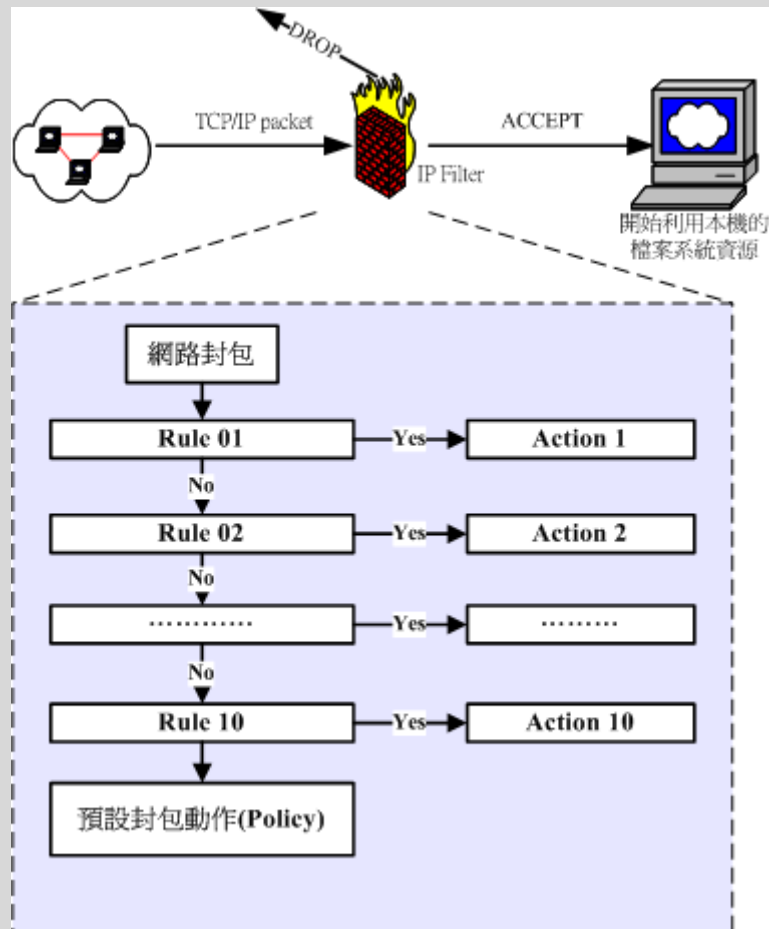 DROP
TCP/IP packet
ACCEPT
IP Filter
開始利用本機的
檔案系統資源
網路封包
Rule 01
Yes
Action 1
No
Rule 02
Yes
Action 2
No
…………
Yes
………
No
Rule 10
Yes
Action 10
預設封包動作(Policy)